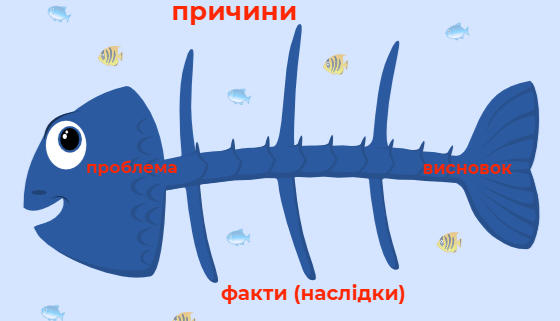 причини
проблема
висновок
факти (наслідки)